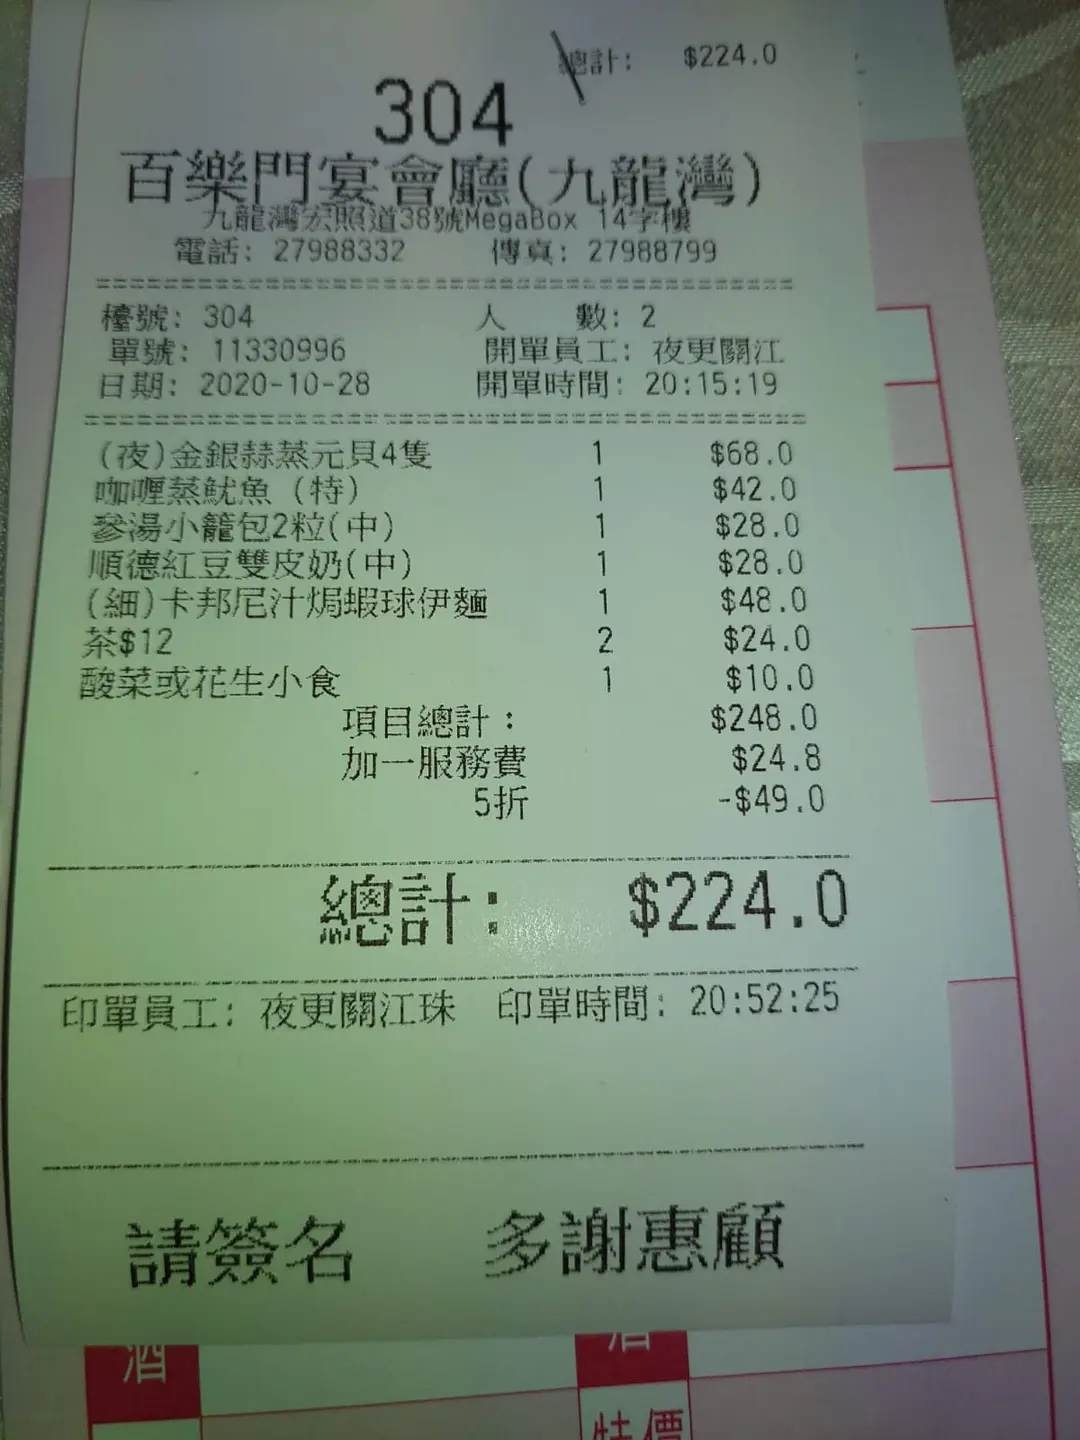 總計: $224.0
304
百樂門宴會廳(九龍灣)
九龍灣宏照道38號MegaBox 14字樓
電話: 27988332 傳真: 27988799
檯號: 304 人 數: 2
單號: 11330996 開單員工: 夜更關江
日期: 2020-10-28 開單時間: 20:15:19
(夜)金銀蒜蒸元貝4隻 1 $68.0
咖喱蒸魷魚 (特) 1 $42.0
參湯小籠包2粒(中) 1 $28.0
順德紅豆雙皮奶(中) 1 $28.0
(細)卡邦尼汁焗蝦球伊麵 1 $48.0
茶$12 2 $24.0
酸菜或花生小食 1 $10.0
項目總計: $248.0
加一服務費 $24.8
5折 -$49.0
總計: $224.0
印單員工: 夜更關江珠 印單時間: 20:52:25
請簽名 多謝惠顧
酒 酒
特價